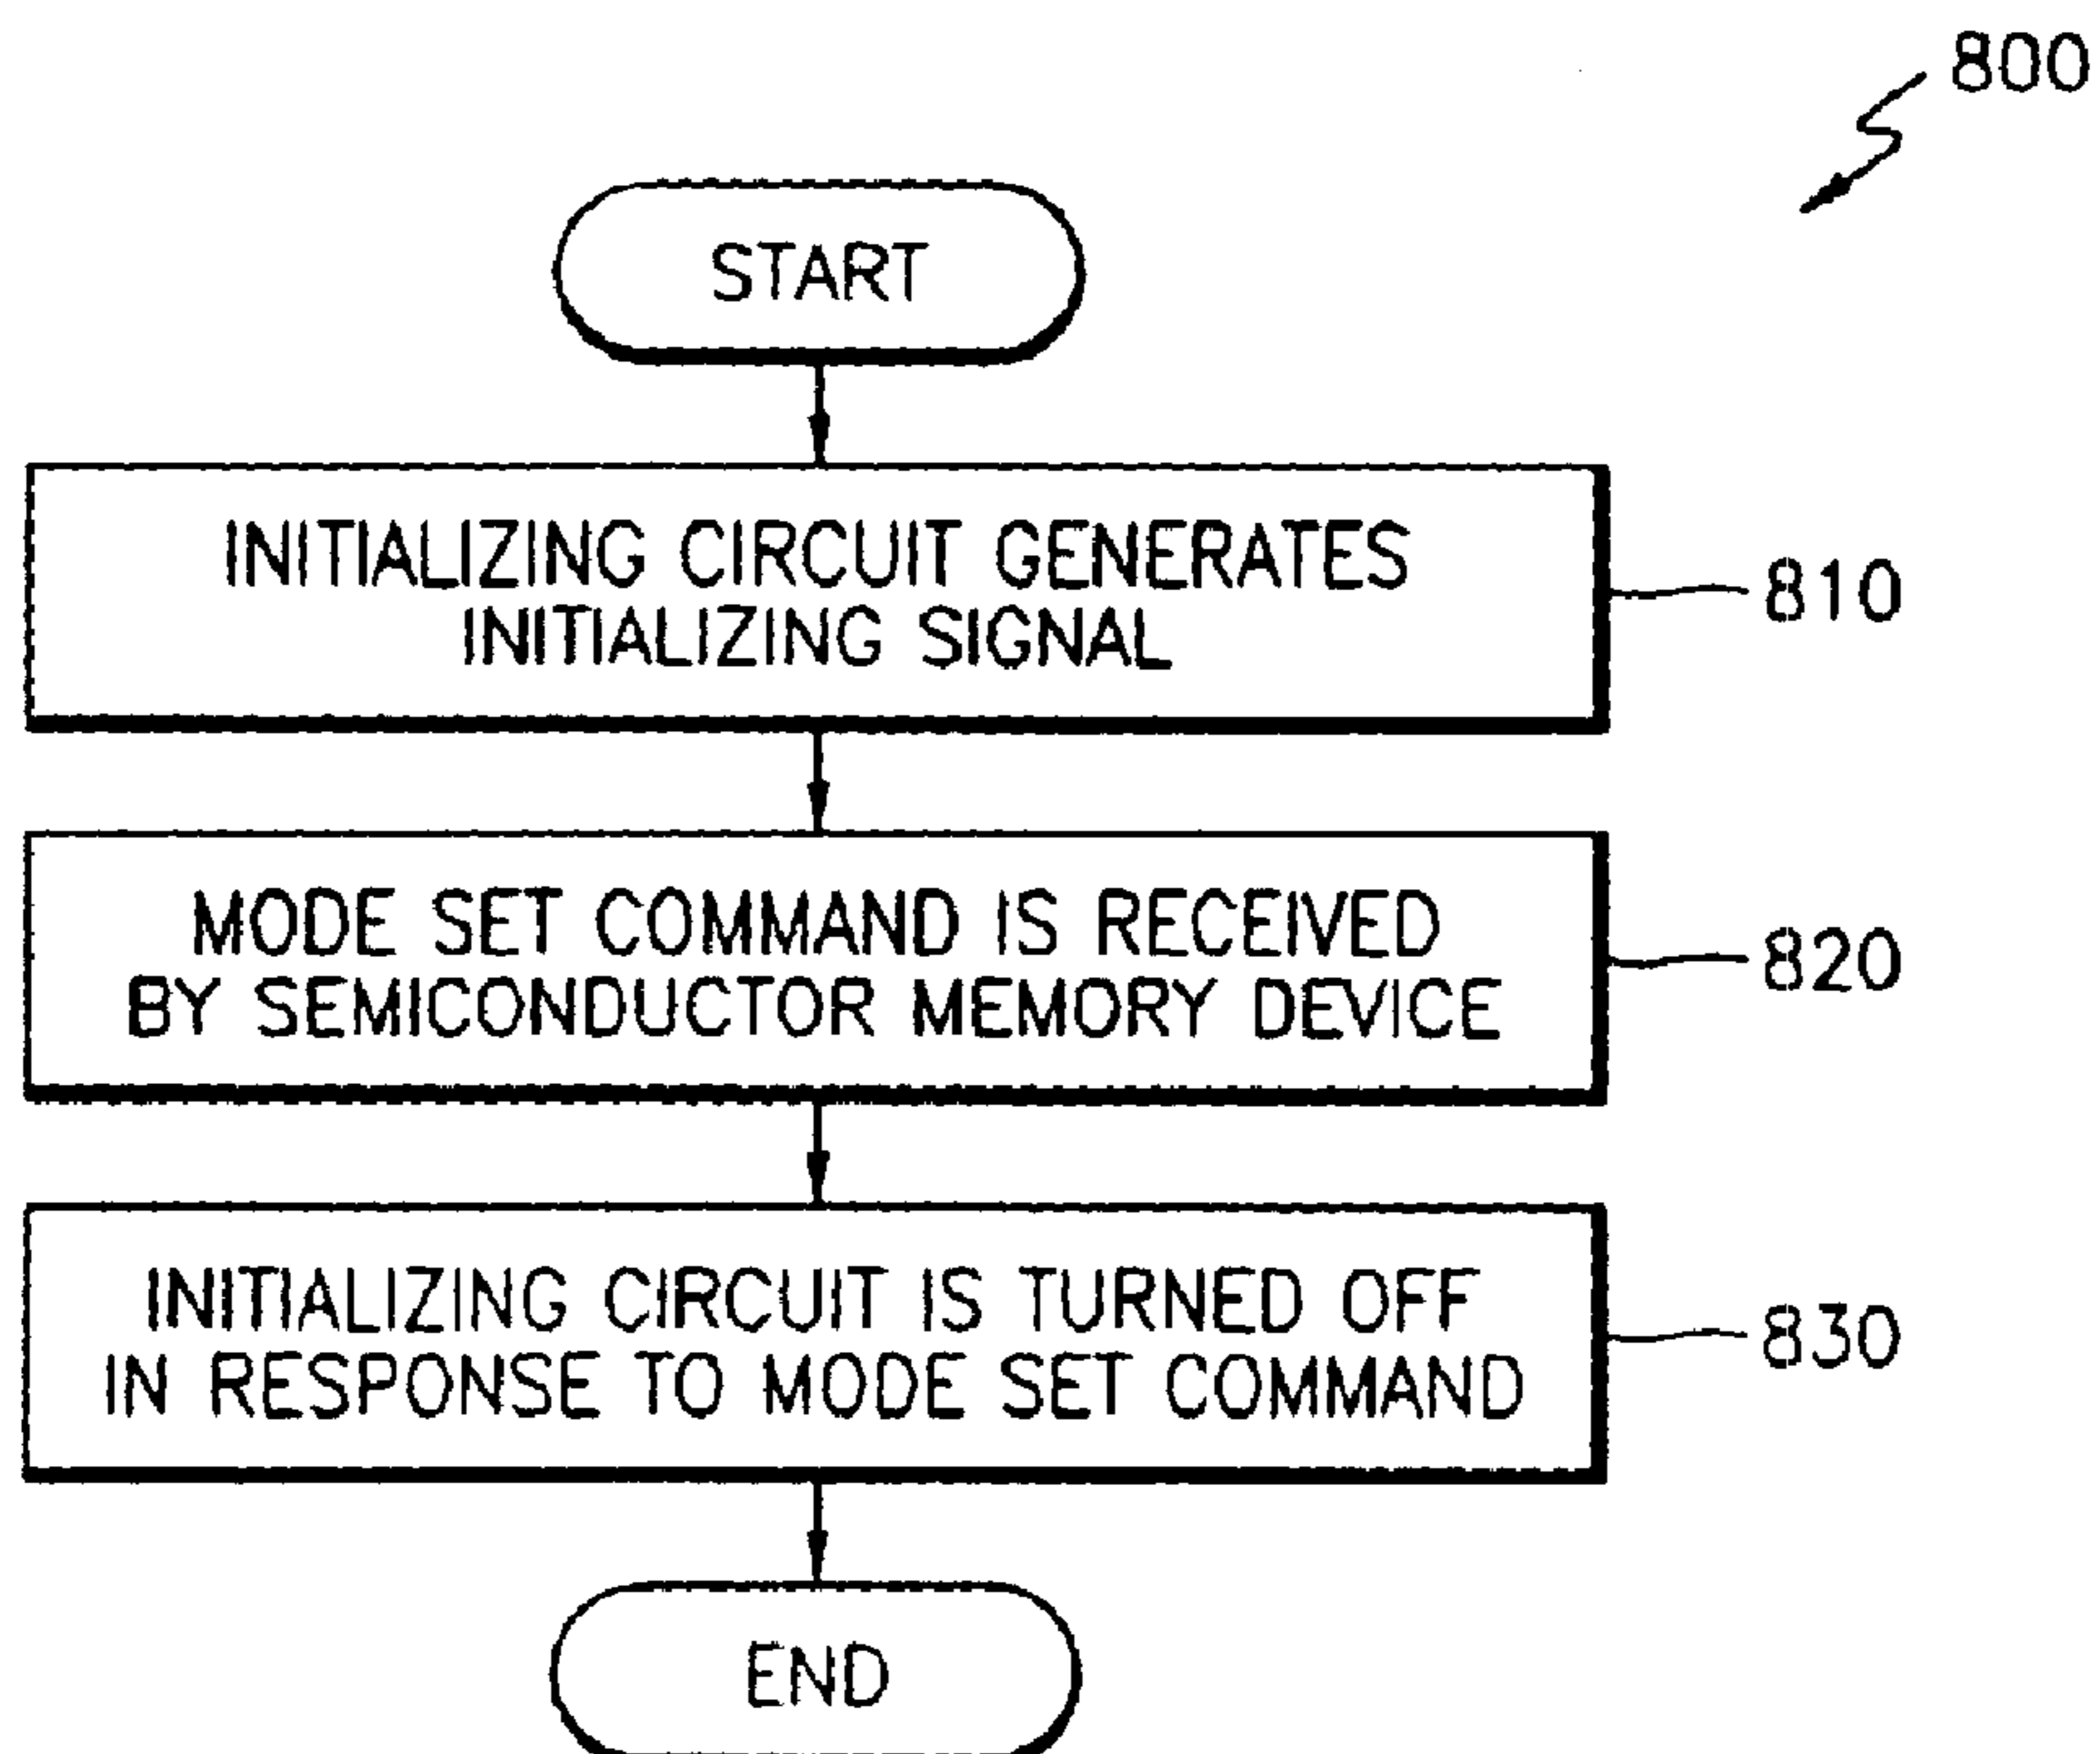 800
START
INITIALIZING CIRCUIT GENERATES
INITIALIZING SIGNAL
810
MODE SET COMMAND IS RECEIVED
BY SEMICONDUCTOR MEMORY DEVICE
820
INITIALIZING CIRCUIT IS TURNED OFF
IN RESPONSE TO MODE SET COMMAND
830
END